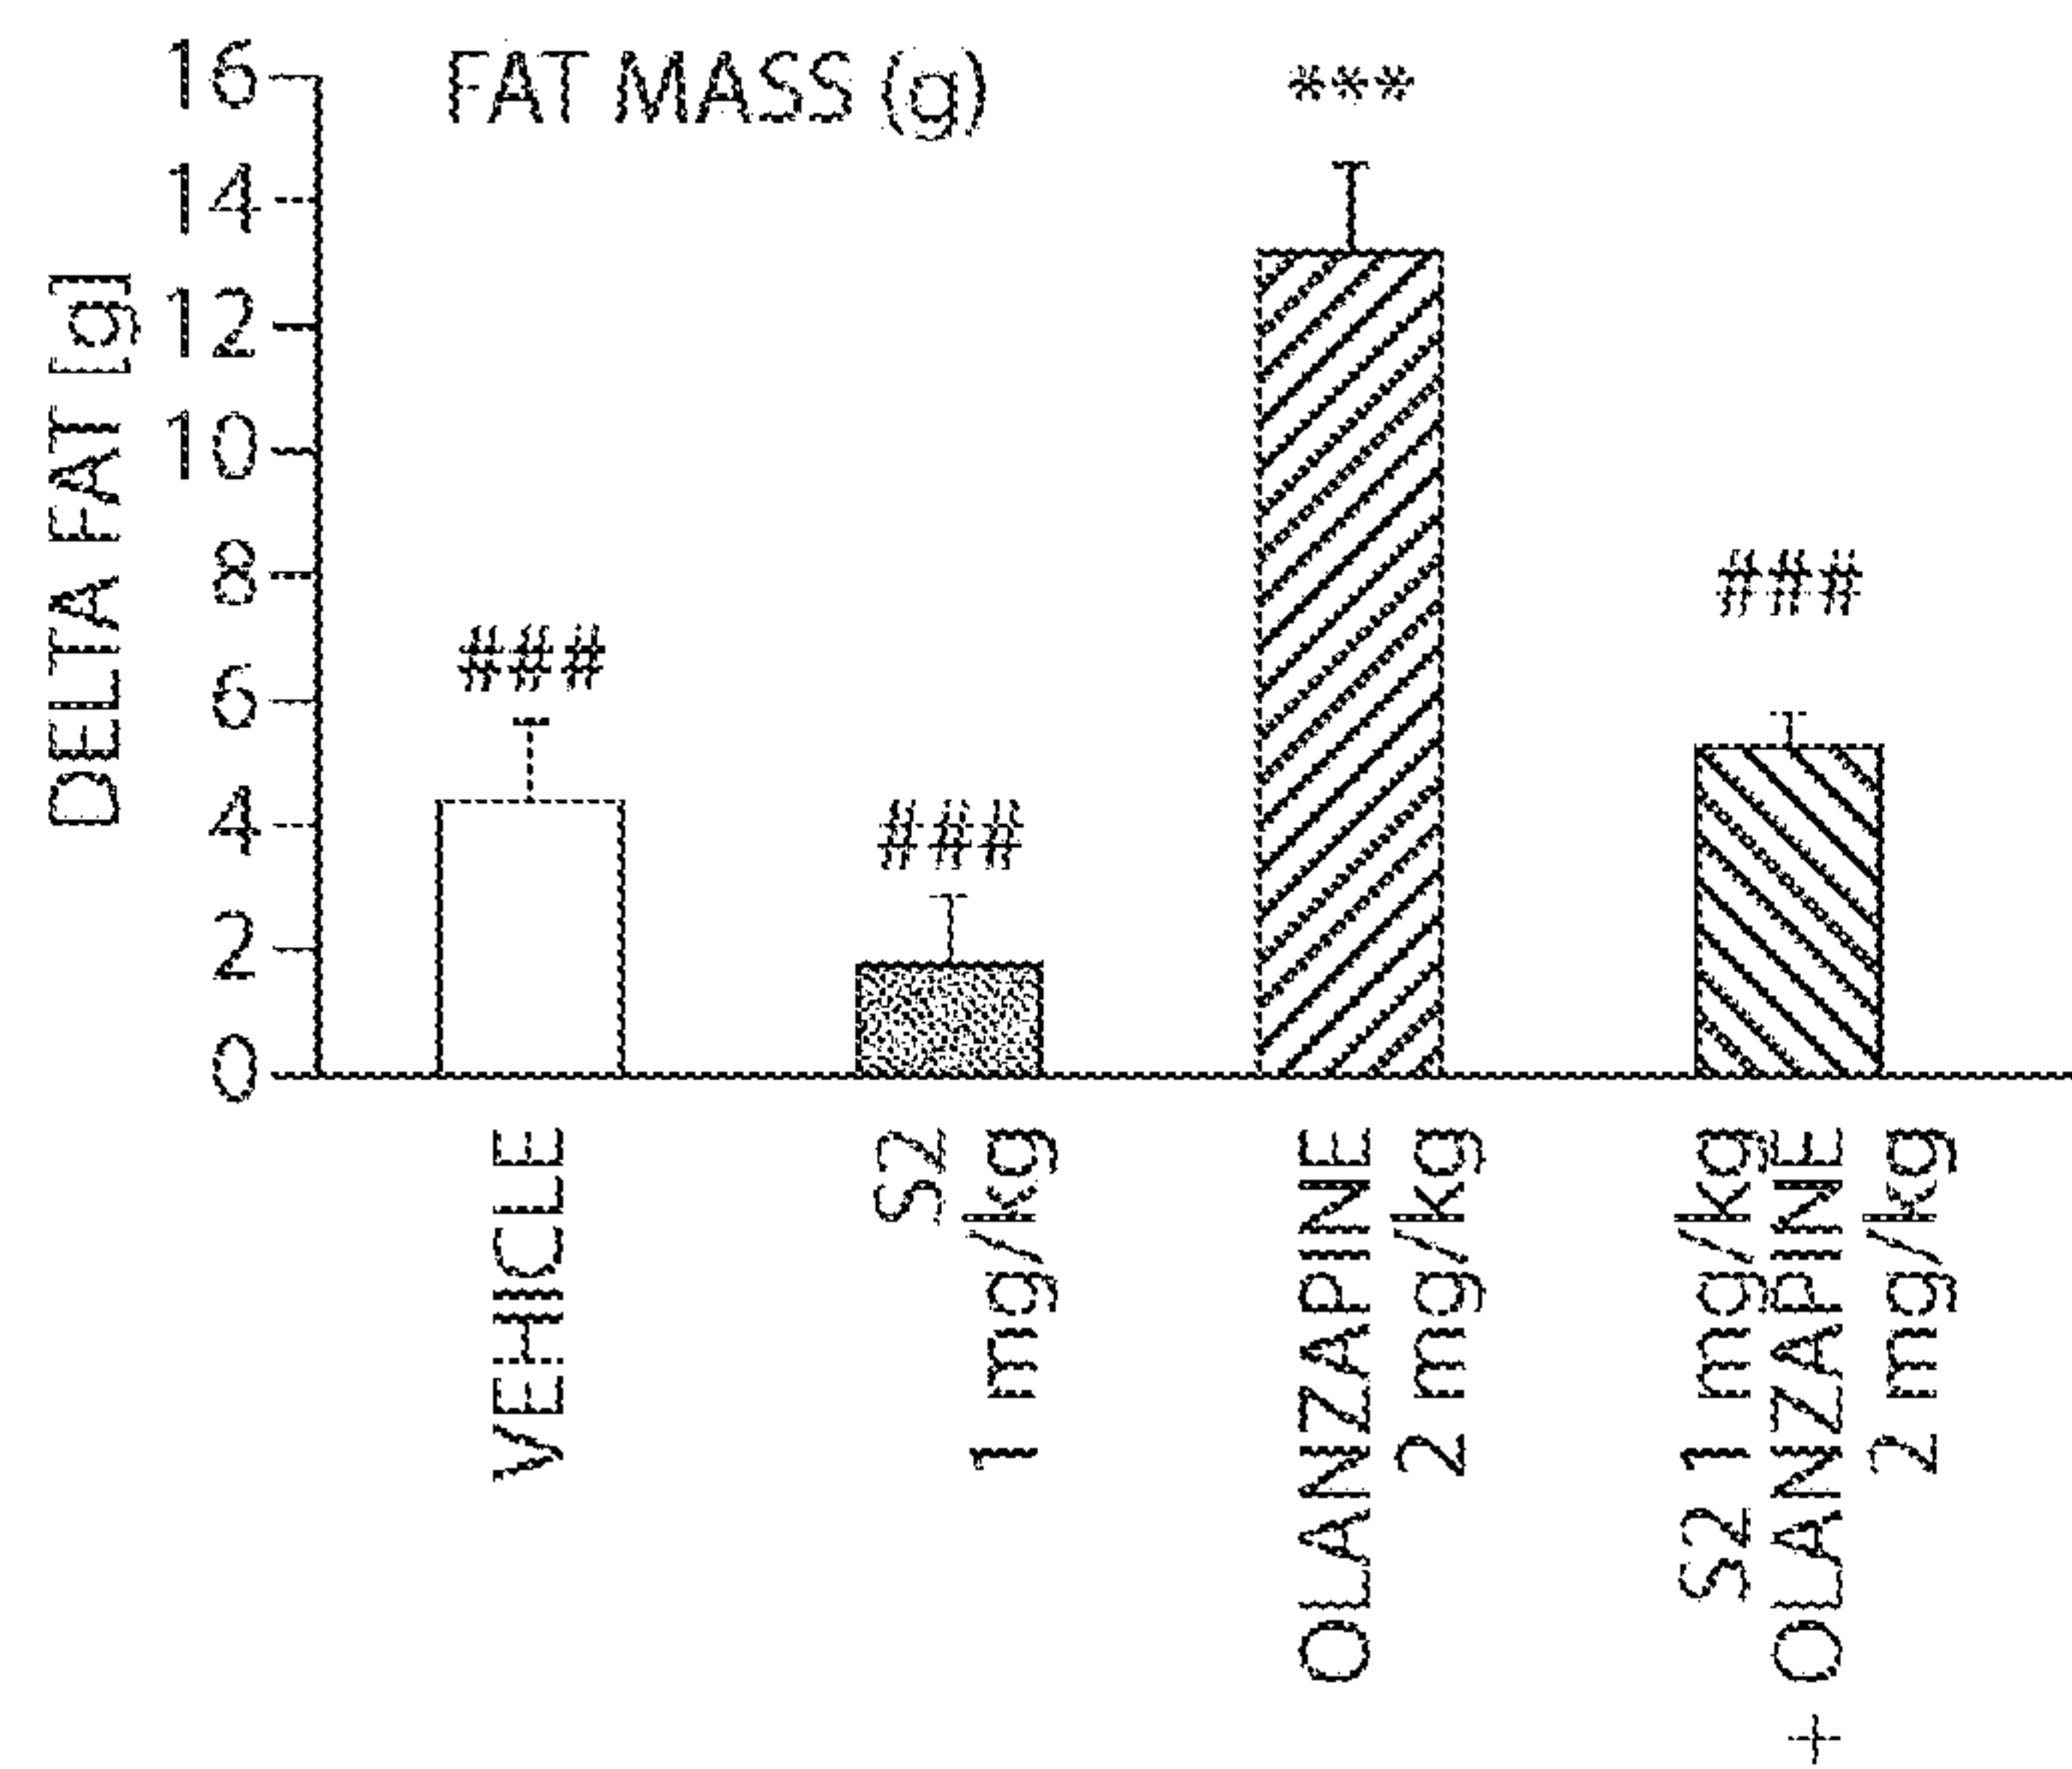 FAT MASS (g)
DELTA FAT [g]
16
14
12
10
8
6
4
2
0
###
###
***
###
VEHICLE
S2
1 mg/kg
OLANZAPINE
2 mg/kg
S2 1 mg/kg
+ OLANZAPINE
2 mg/kg